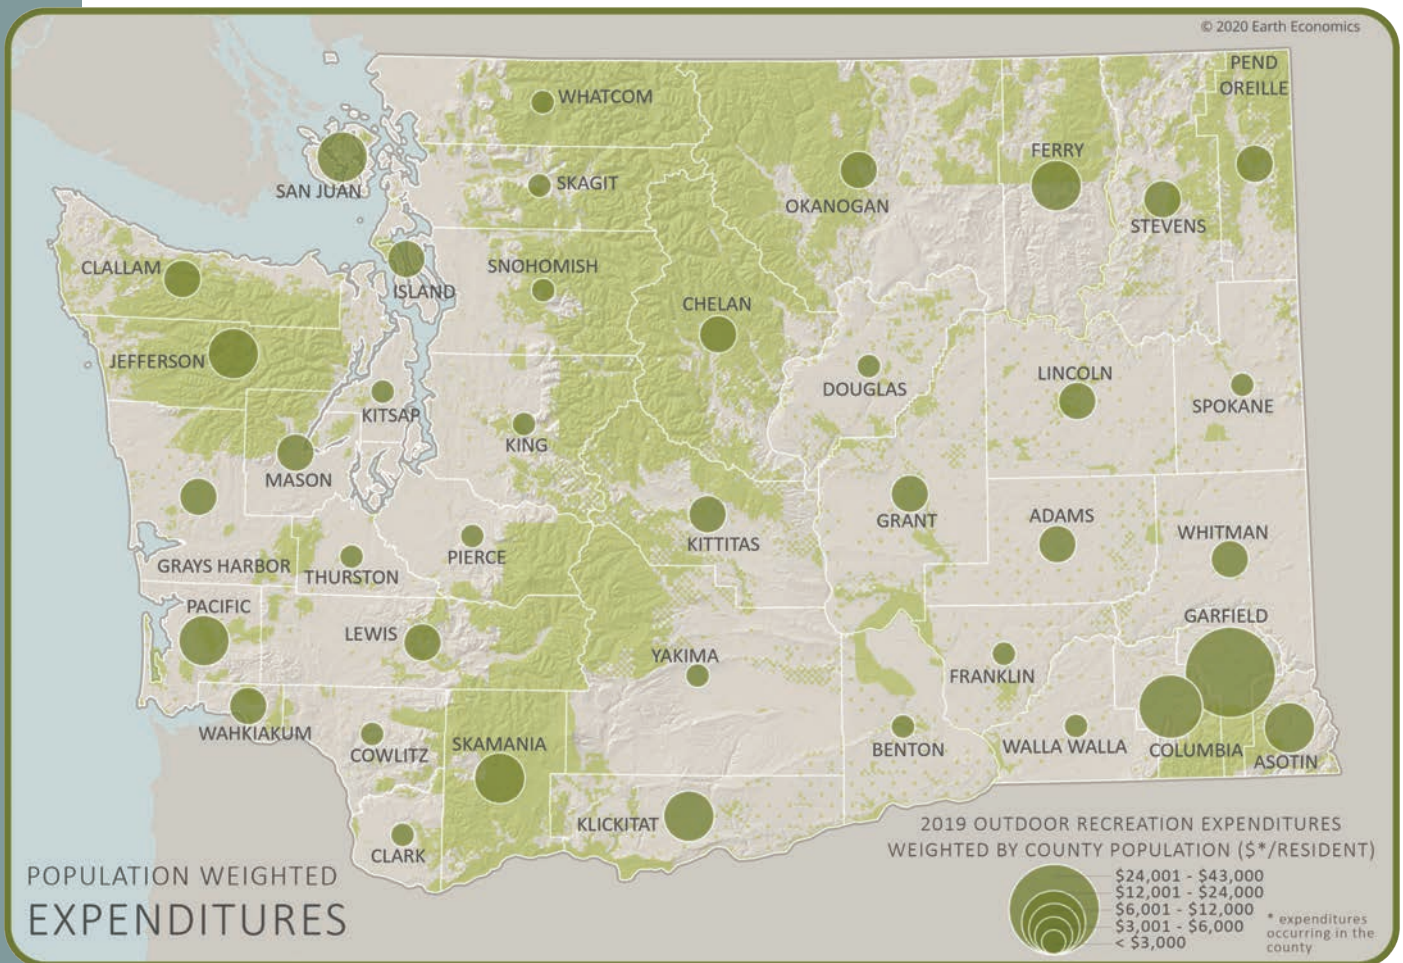 © 2020 Earth Economics
PEND
OREILLE
WHATCOM
FERRY
SAN JUAN
SKAGIT
OKANOGAN
STEVENS
CLALLAM
ISLAND
SNOHOMISH
CHELAN
JEFFERSON
KITSAP
DOUGLAS
LINCOLN
SPOKANE
KING
MASON
GRANT
ADAMS
WHITMAN
KITTITAS
PIERCE
GRAYS HARBOR
THURSTON
PACIFIC
GARFIELD
LEWIS
YAKIMA
FRANKLIN
WAHKIAKUM
COWLITZ
SKAMANIA
BENTON
WALLA WALLA
COLUMBIA
ASOTIN
KLICKITAT
CLARK
POPULATION WEIGHTED
EXPENDITURES
2019 OUTDOOR RECREATION EXPENDITURES
WEIGHTED BY COUNTY POPULATION ($*/RESIDENT)
$24,001 - $43,000
$12,001 - $24,000
$6,001 - $12,000
$3,001 - $6,000
< $3,000
* expenditures
occurring in the
county